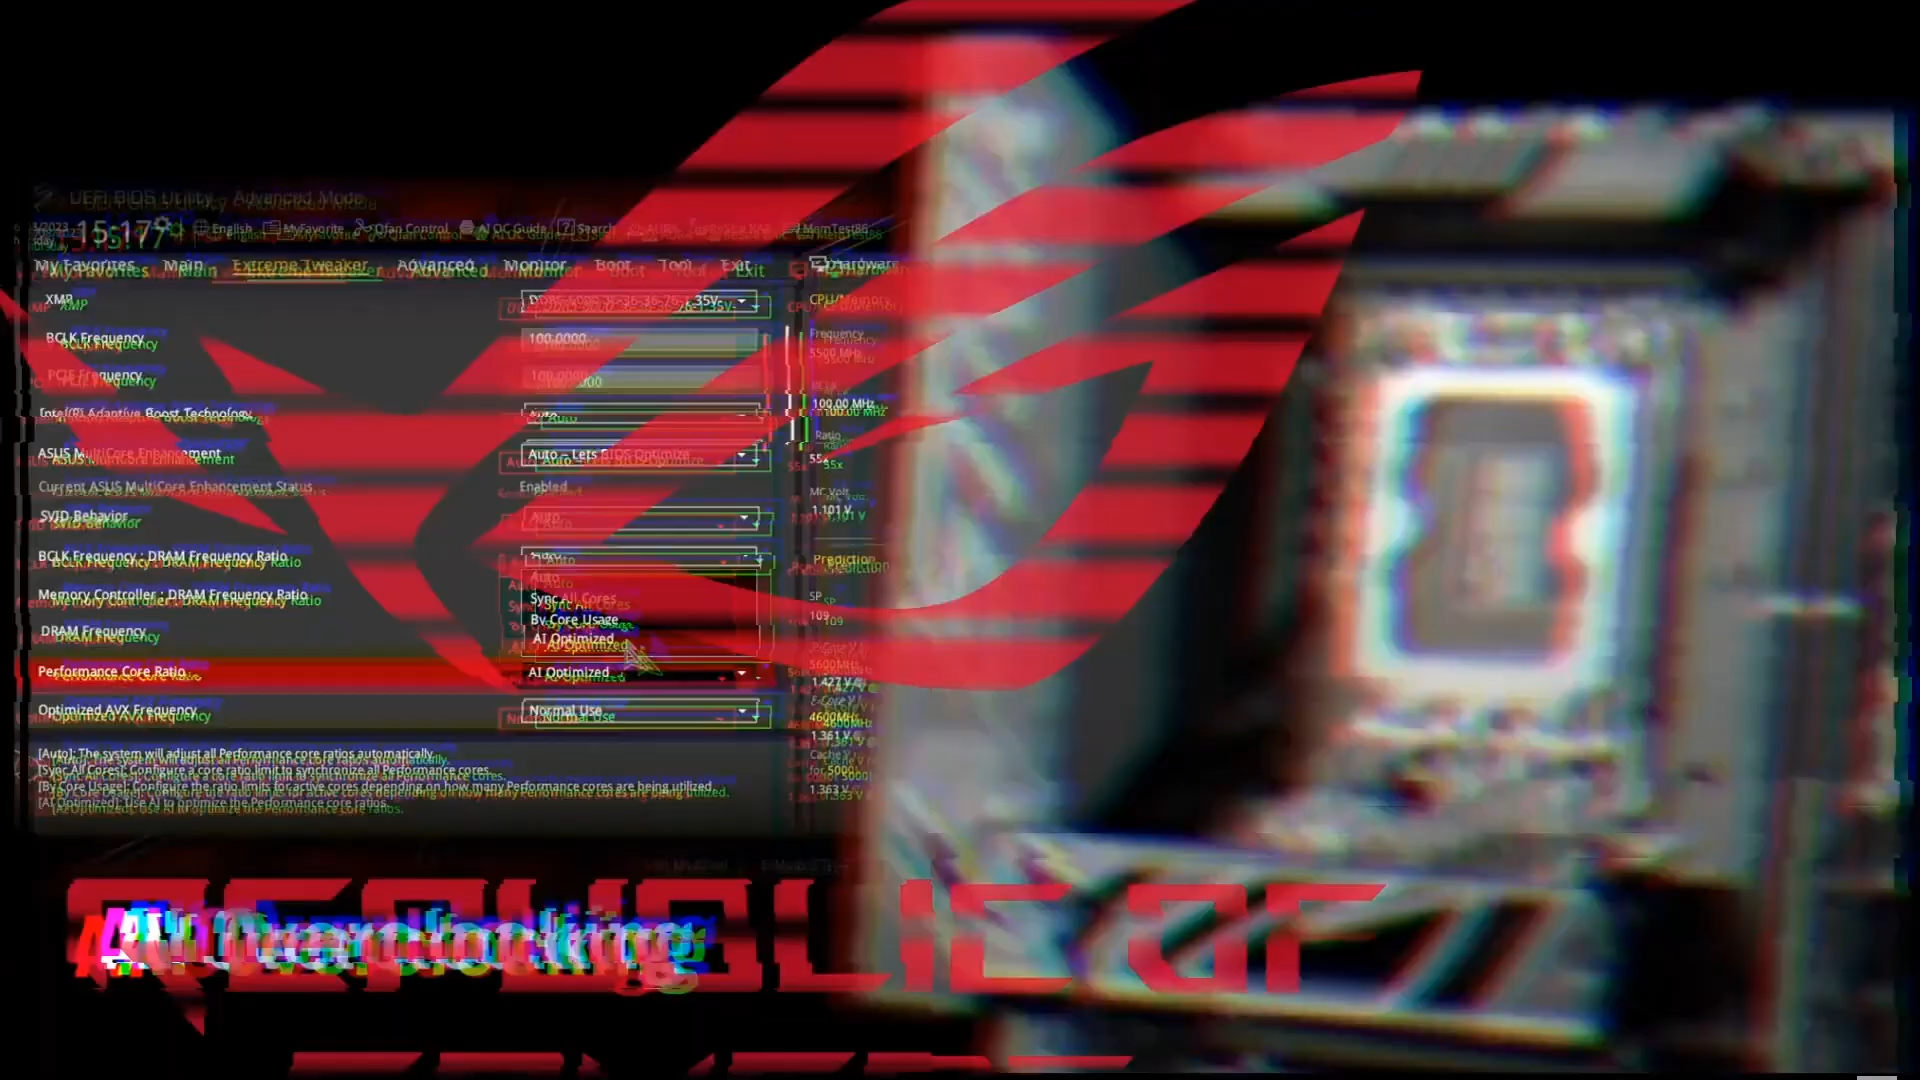 UEFI BIOS Utility - Advanced Mode
15:17 English MyFavorite Qfan Control AI OC Guide Search MemTest86
My Favorites Main Extreme Tweaker Advanced Monitor Boot Tool Exit Hardware
XMP
CPU/Memory
BCLK Frequency 100.0000 Frequency
5500 MHz
PCIE Frequency 100.0000
Intel(R) Adaptive Boost Technology Auto 100.00 MHz
Ratio
ASUS MultiCore Enhancement Auto - Lets BIOS Optimize 55x
Current ASUS MultiCore Enhancement Status Enabled MC Volt.
SVID Behavior Auto 1.101 V
BCLK Frequency : DRAM Frequency Ratio Auto Prediction
Auto
Memory Controller : DRAM Frequency Ratio Sync All Cores SP
By Core Usage 109
DRAM Frequency AI Optimized
Performance Core Ratio AI Optimized 1.427 V @
Optimized AVX Frequency Normal Use 4600MHz
1.361 V @
[Auto]: The system will adjust all Performance core ratios automatically. Cache V
[Sync All Cores]: Configure a core ratio limit to synchronize all Performance cores.
[By Core Usage]: Configure the ratio limits for active cores depending on how many Performance cores are being utilized. 1.363 V @
[AI Optimized]: Use AI to optimize the Performance core ratios.
REPUBLIC OF
AI Overclocking